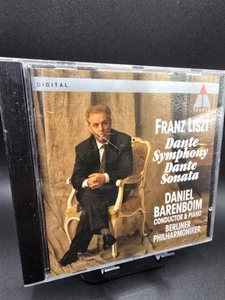 DIGITAL
TELDEC
FRANZ LISZT
Dante
Symphony
Dante
Sonata
DANIEL
BARENBOIM
CONDUCTOR & PIANO
BERLINER
PHILHARMONIKER